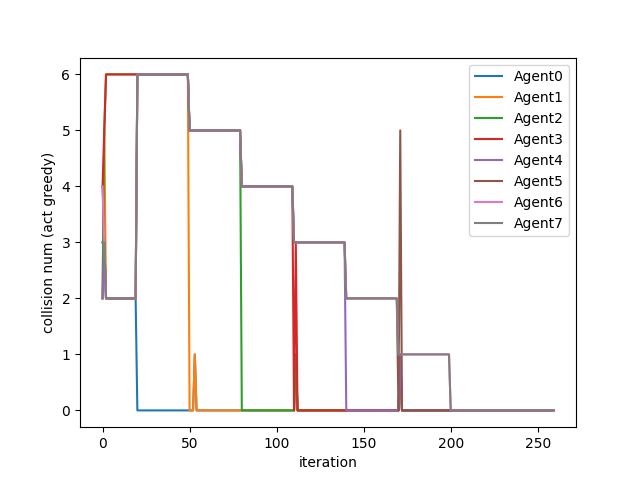 6
5
4
3
2
1
0
collision num (act greedy)
0
50
100
150
200
250
iteration
Agent0
Agent1
Agent2
Agent3
Agent4
Agent5
Agent6
Agent7